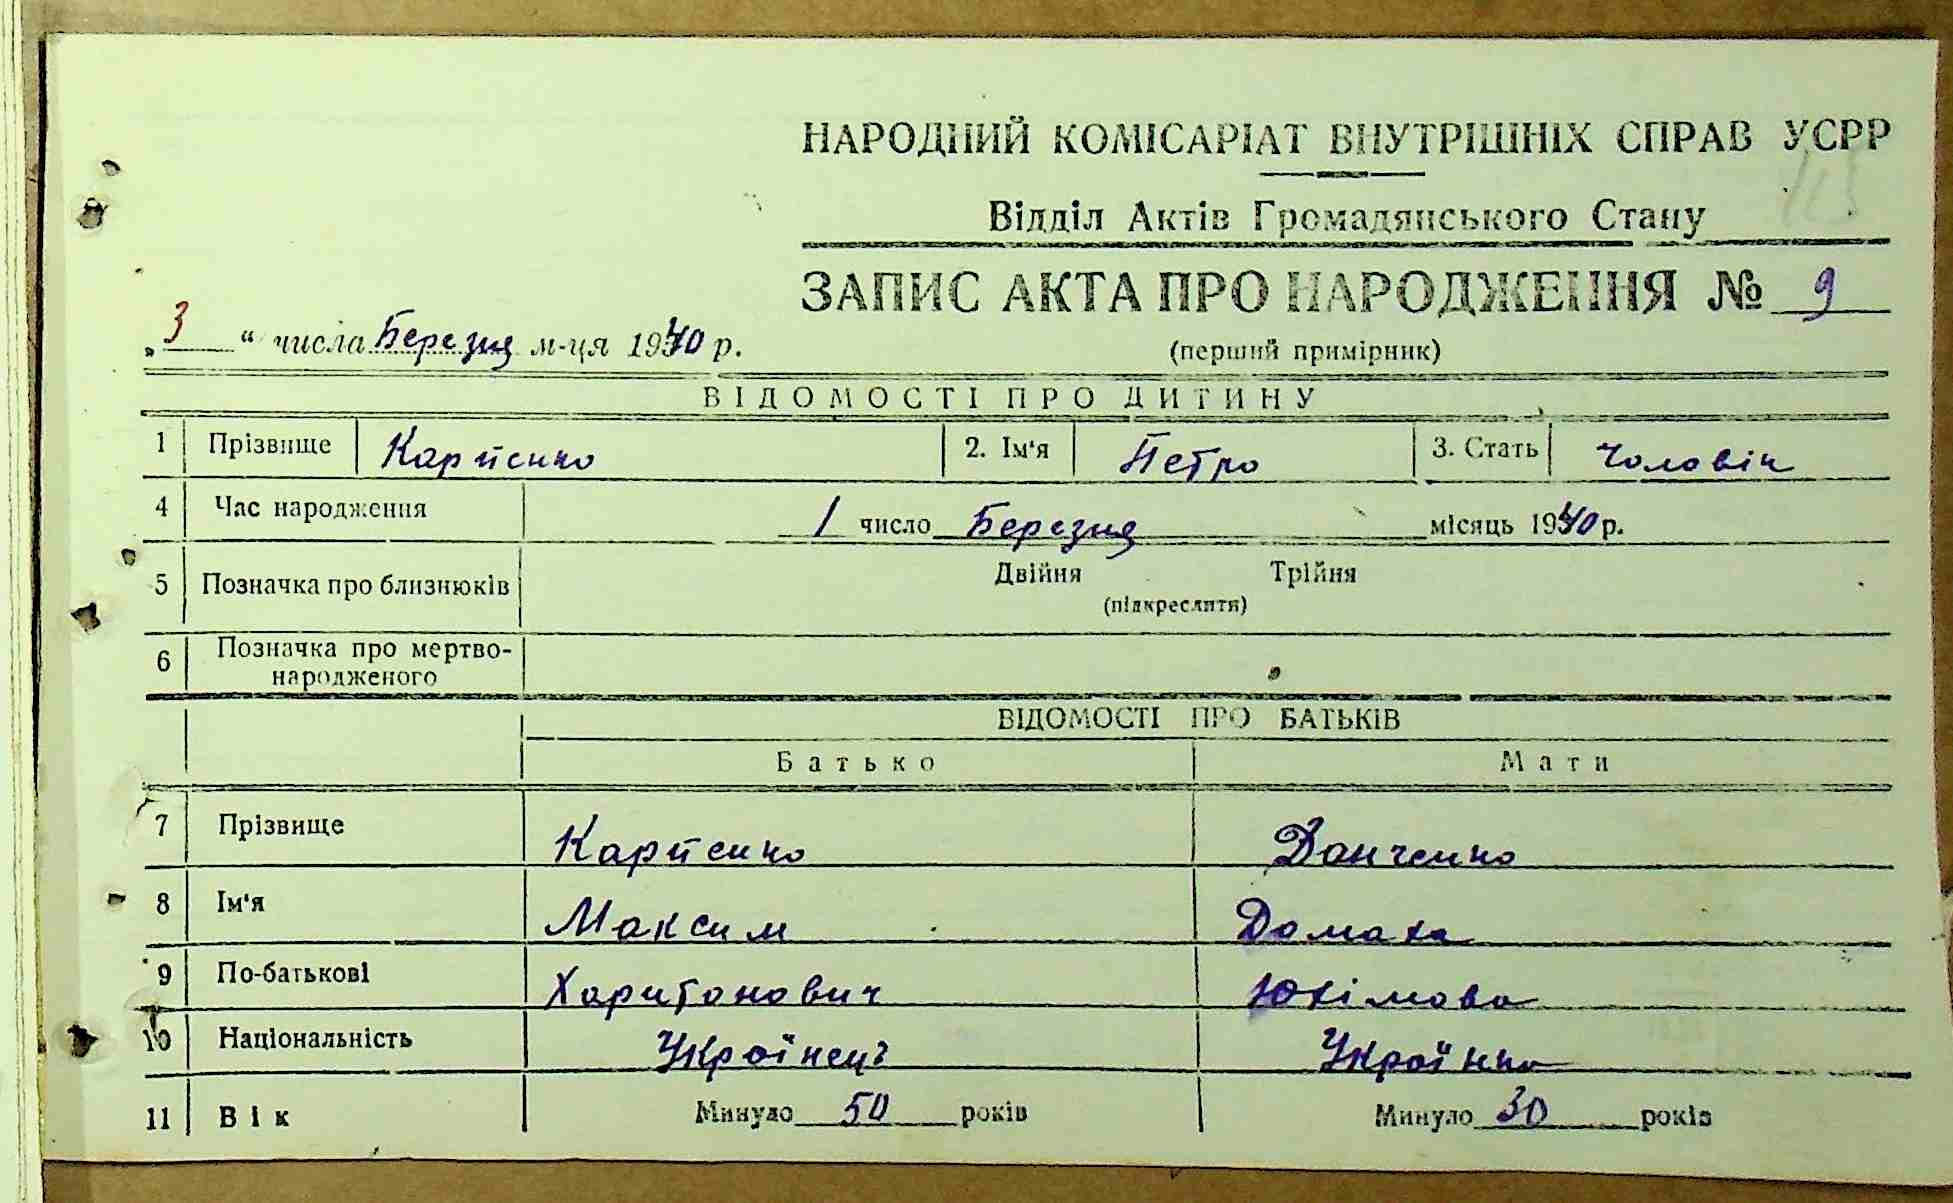 НАРОДНИЙ КОМІСАРІАТ ВНУТРІШНІХ СПРАВ УСРР
Відділ Актів Громадянського Стану
ЗАПИС АКТА ПРО НАРОДЖЕННЯ № 9
„3“ числа Березня м-ця 1940 р.
(перший примірник)
ВІДОМОСТІ ПРО ДИТИНУ
1 Прізвище Карпенко 2. Ім'я Петро 3. Стать Чоловік
4 Час народження 1 число Березня місяць 1940 р.
5 Позначка про близнюків Двійня Трійня
(підкреслити)
6 Позначка про мертво-
народженого
ВІДОМОСТІ ПРО БАТЬКІВ
Батько Мати
7 Прізвище Карпенко Данченко
8 Ім'я Максим Домаха
9 По-батькові Харитонович Юхімова
10 Національність Українець Українка
11 Вік Минуло 50 років Минуло 30 років